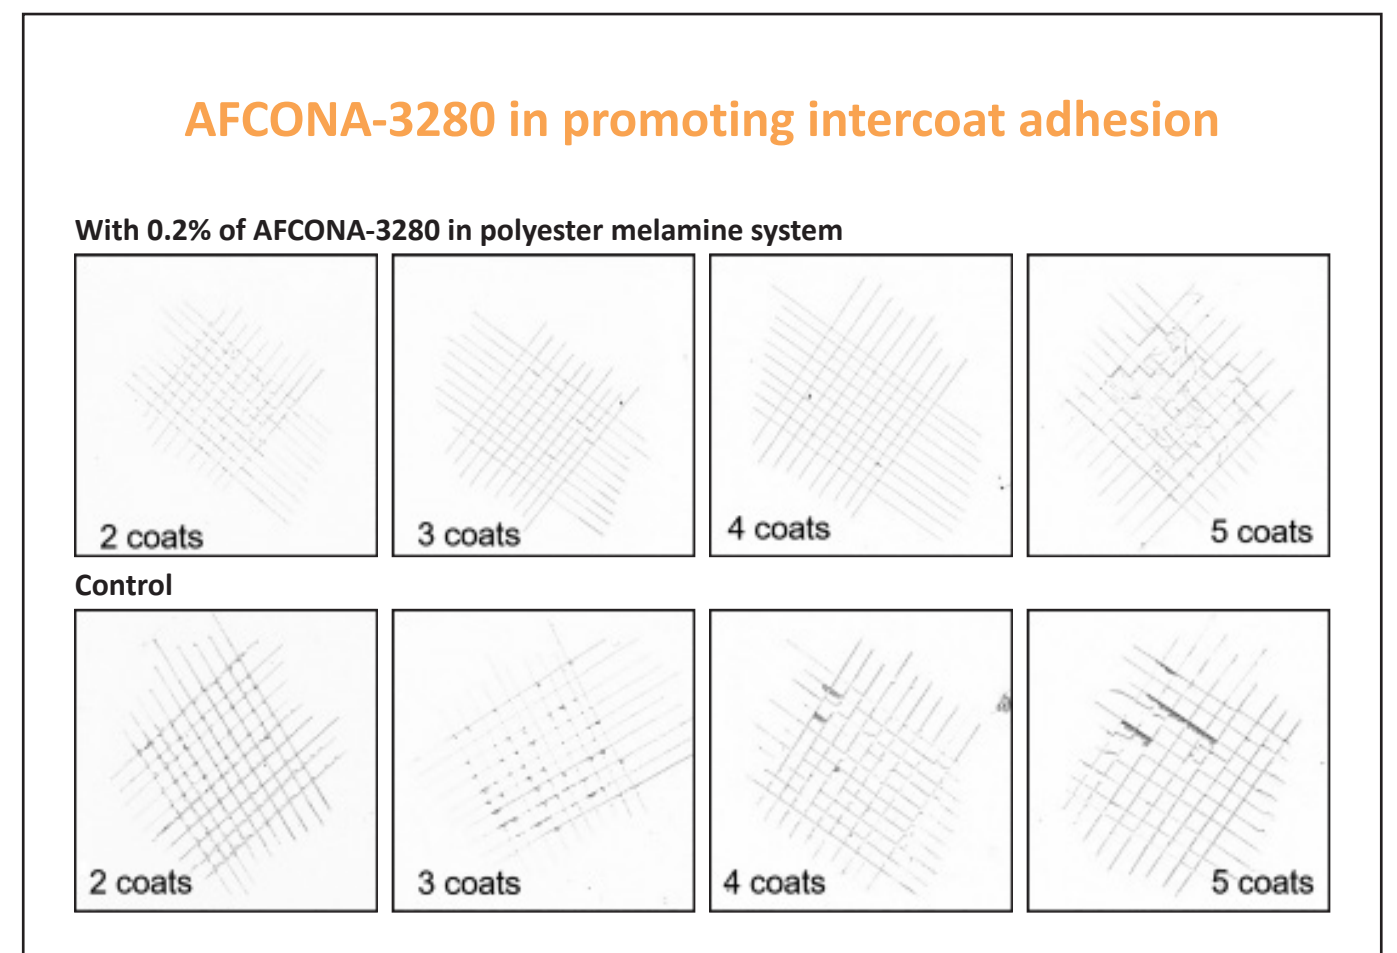 AFCONA-3280 in promoting intercoat adhesion
With 0.2% of AFCONA-3280 in polyester melamine system
2 coats
3 coats
4 coats
5 coats
Control
2 coats
3 coats
4 coats
5 coats